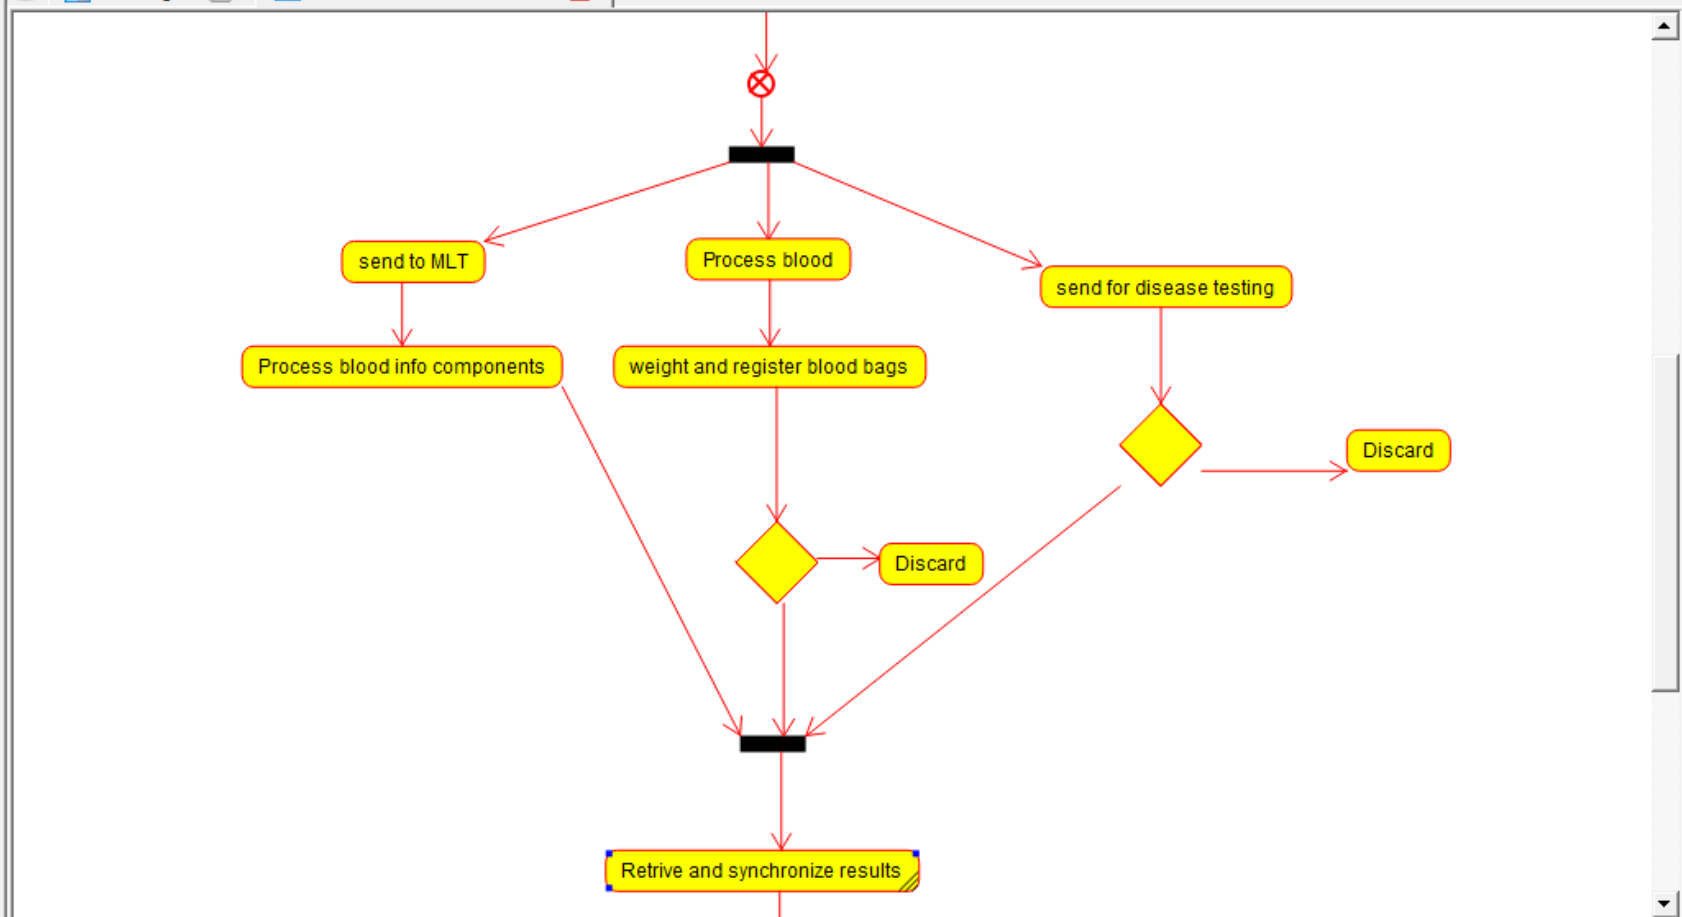 send to MLT
Process blood
send for disease testing
Process blood info components
weight and register blood bags
Discard
Discard
Retrive and synchronize results